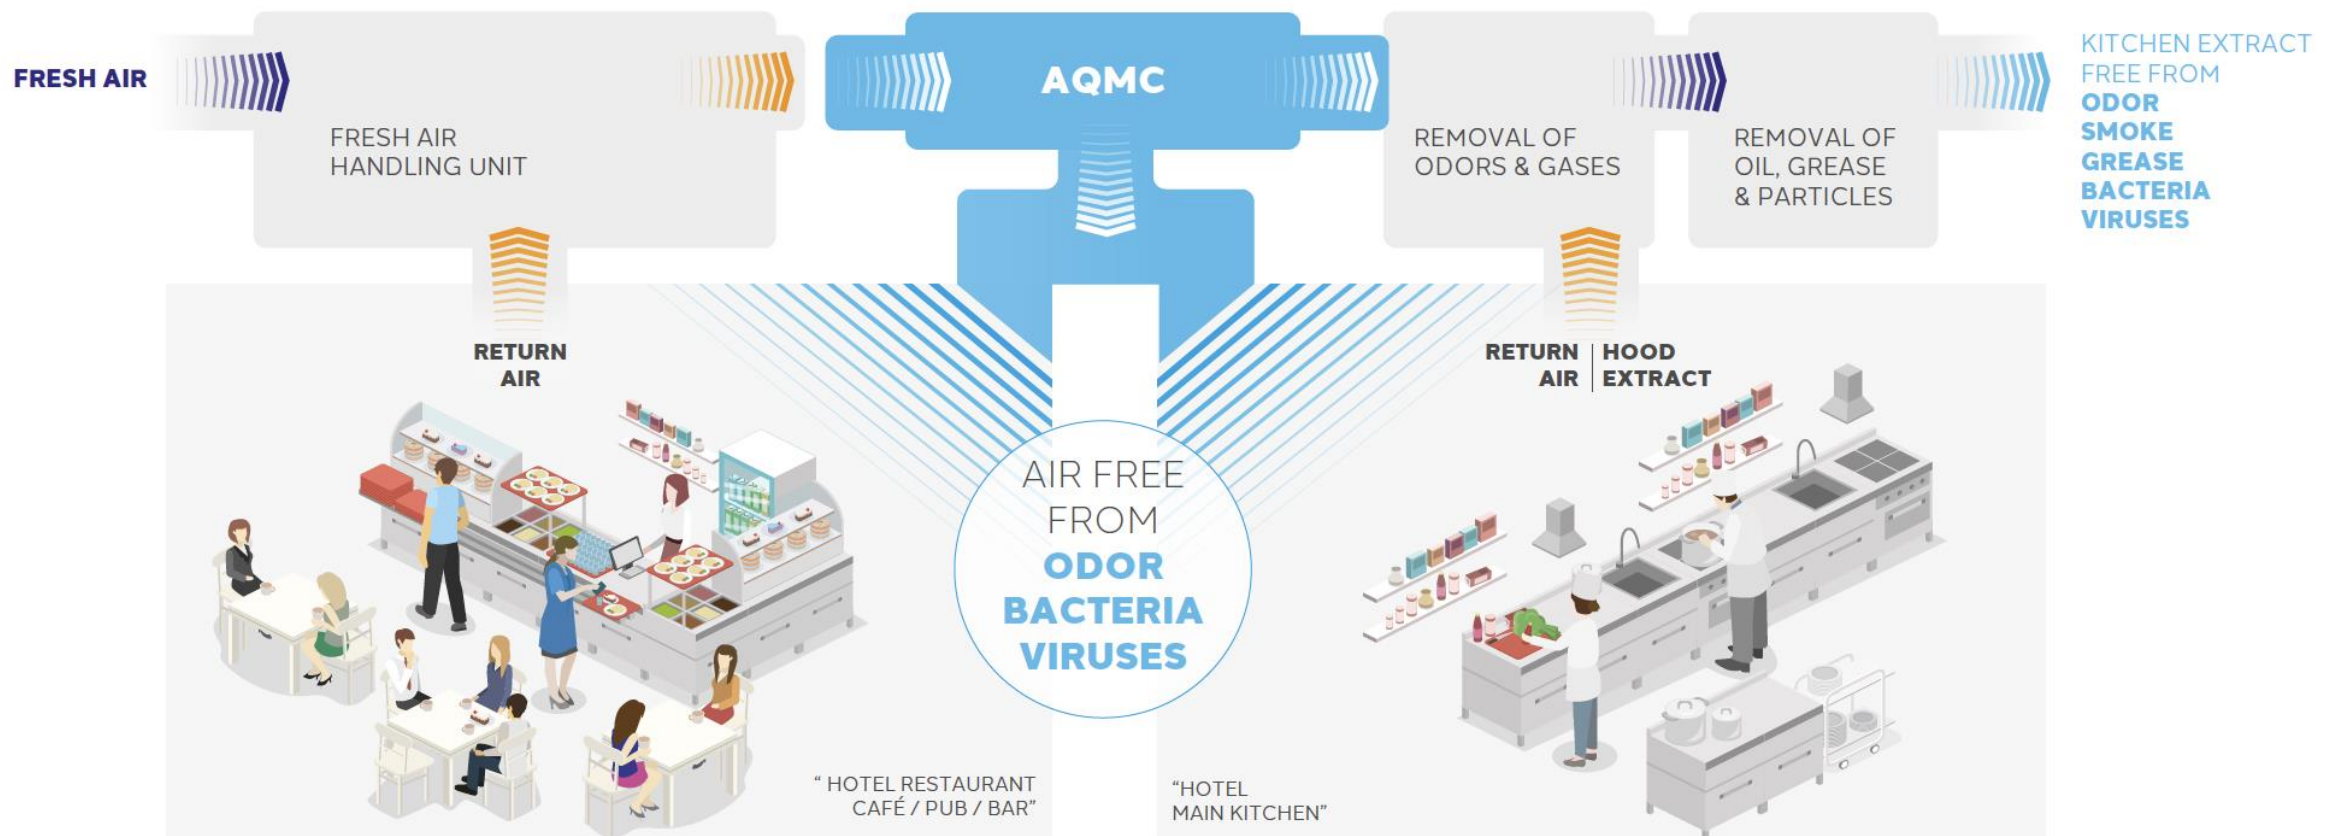 FRESH AIR
FRESH AIR
HANDLING UNIT
AQMC
REMOVAL OF
ODORS & GASES
REMOVAL OF
OIL, GREASE
& PARTICLES
KITCHEN EXTRACT
FREE FROM
ODOR
SMOKE
GREASE
BACTERIA
VIRUSES
RETURN
AIR
RETURN
AIR
HOOD
EXTRACT
AIR FREE
FROM
ODOR
BACTERIA
VIRUSES
“ HOTEL RESTAURANT
CAFÉ / PUB / BAR”
“HOTEL
MAIN KITCHEN”